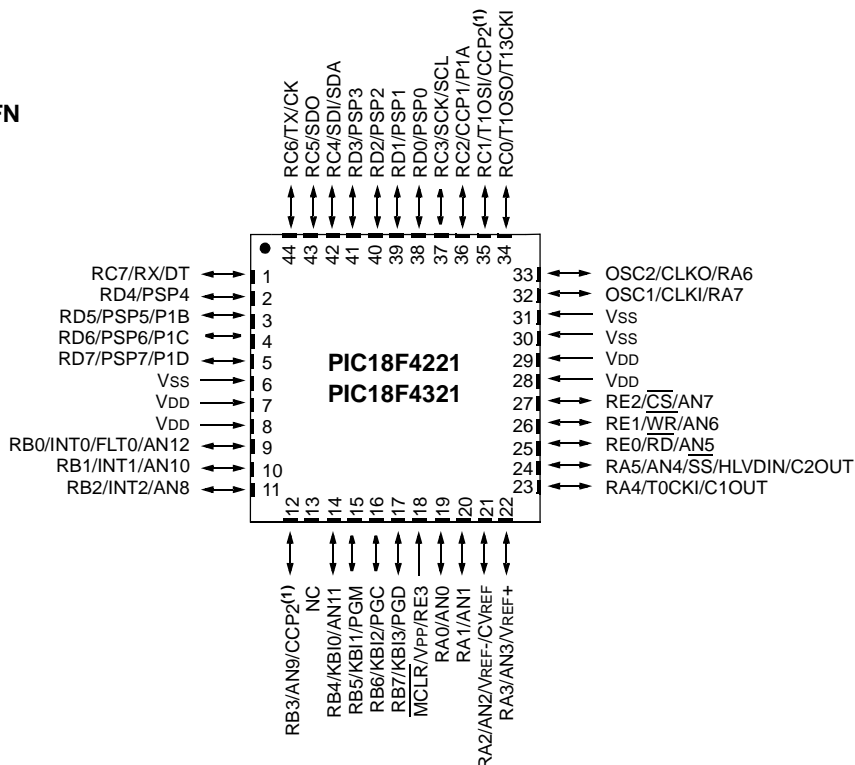 FN
RC6/TX/CK
RC5/SDO
RC4/SDI/SDA
RD3/PSP3
RD2/PSP2
RD1/PSP1
RD0/PSP0
RC3/SCK/SCL
RC2/CCP1/P1A
RC1/T1OSI/CCP2(1)
RC0/T1OSO/T13CKI
44
43
42
41
40
39
38
37
36
35
34
RC7/RX/DT 1
RD4/PSP4 2
RD5/PSP5/P1B 3
RD6/PSP6/P1C 4
RD7/PSP7/P1D 5
VSS 6
VDD 7
VDD 8
RB0/INT0/FLT0/AN12 9
RB1/INT1/AN10 10
RB2/INT2/AN8 11
PIC18F4221
PIC18F4321
33 OSC2/CLKO/RA6
32 OSC1/CLKI/RA7
31 VSS
30 VSS
29 VDD
28 VDD
27 RE2/CS/AN7
26 RE1/WR/AN6
25 RE0/RD/AN5
24 RA5/AN4/SS/HLVDIN/C2OUT
23 RA4/T0CKI/C1OUT
12
13
14
15
16
17
18
19
20
21
22
RB3/AN9/CCP2(1)
NC
RB4/KBI0/AN11
RB5/KBI1/PGM
RB6/KBI2/PGC
RB7/KBI3/PGD
MCLR/VPP/RE3
RA0/AN0
RA1/AN1
RA2/AN2/VREF-/CVREF
RA3/AN3/VREF+